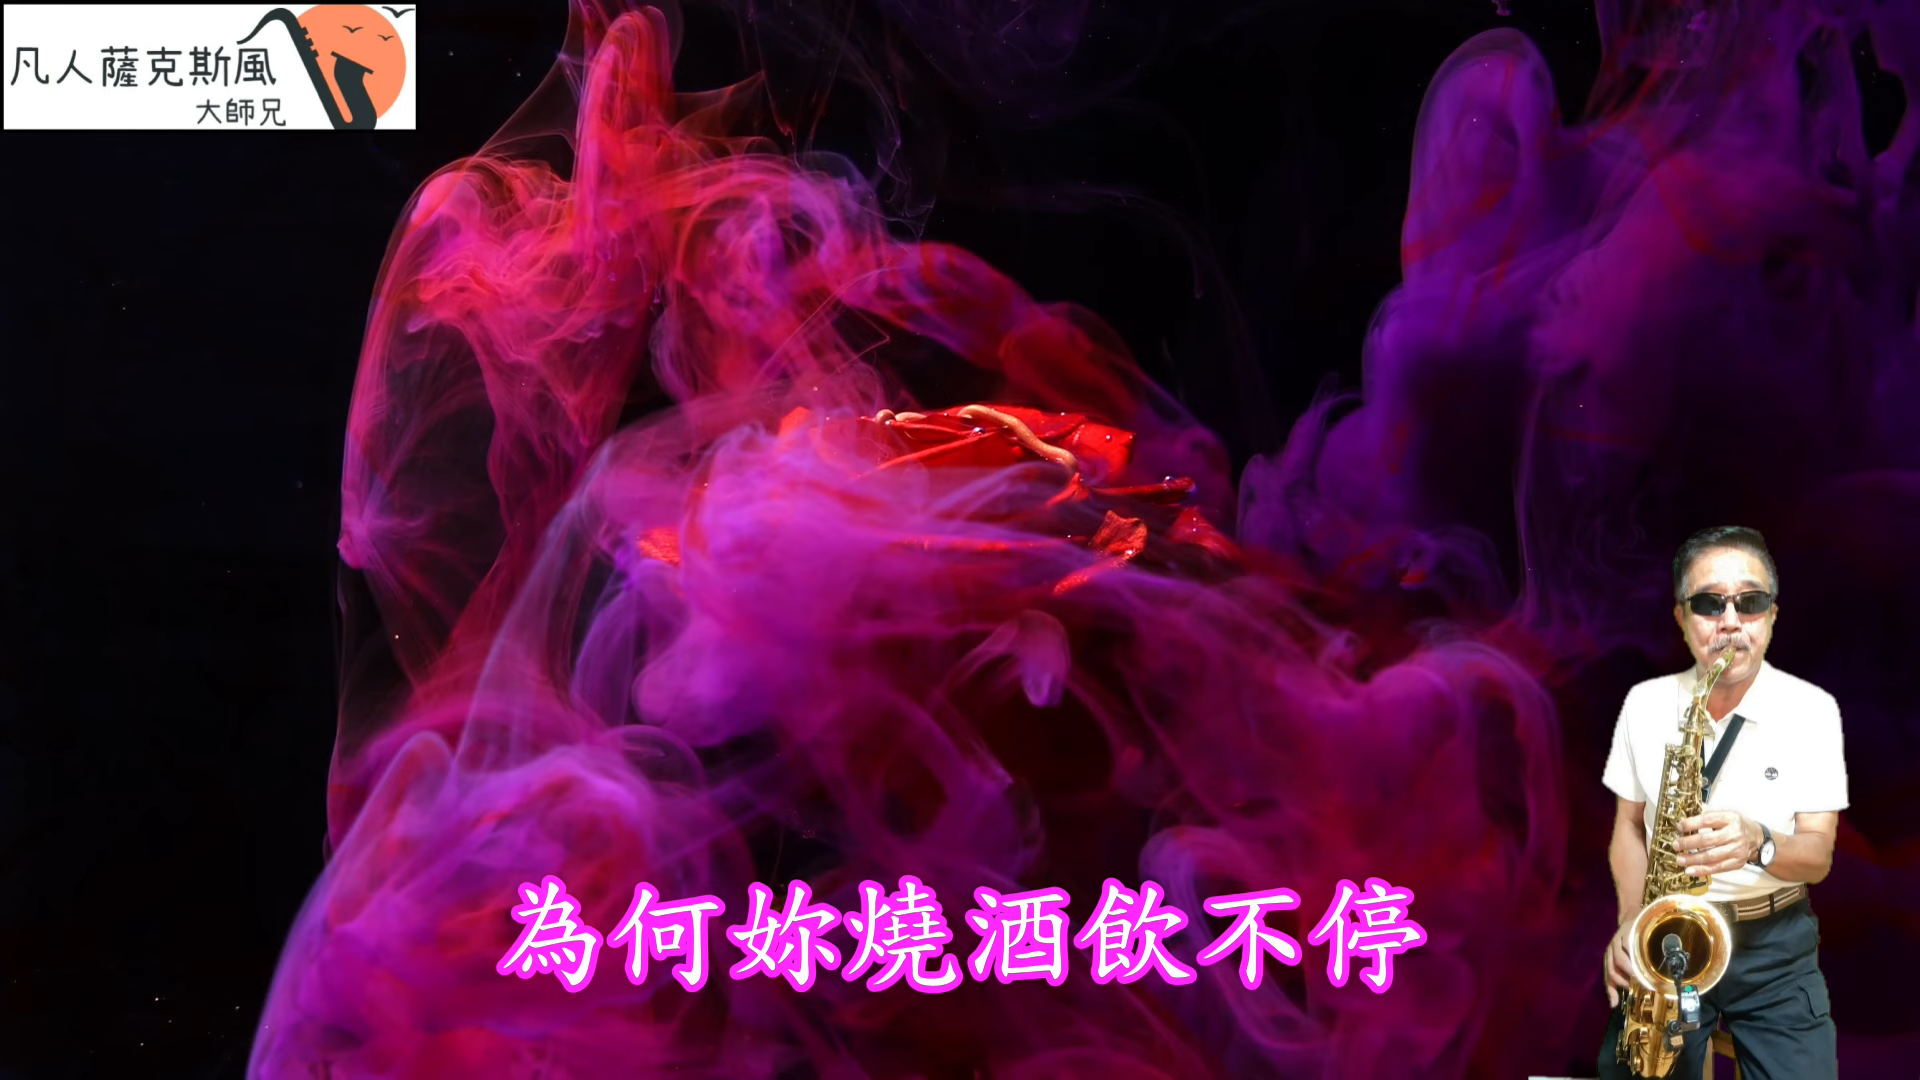 凡人薩克斯風
大師兄
為何妳燒酒飲不停